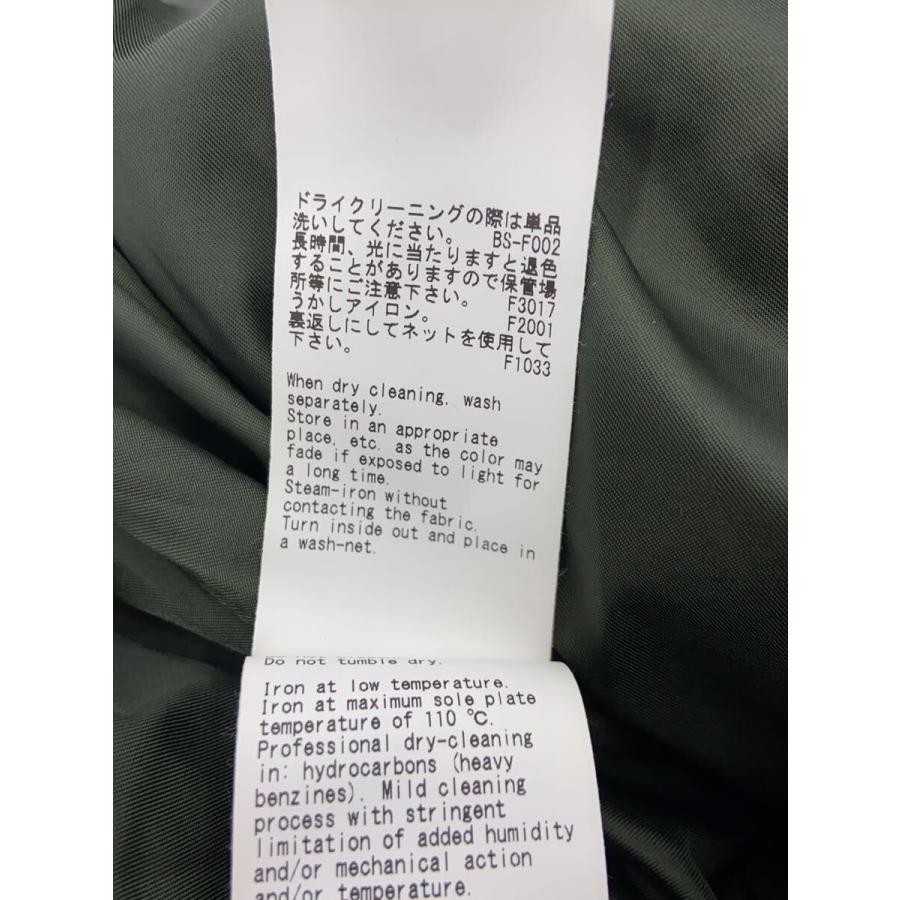 ドライクリーニングの際は単品
洗いしてください。 BS-F002
長時間、光に当たりますと退色
することがありますので保管場
所等にご注意下さい。 F3017
うかしアイロン。 F2001
裏返しにしてネットを使用して
下さい。 F1033
When dry cleaning, wash
separately.
Store in an appropriate
place, etc. as the color may
fade if exposed to light for
a long time.
Steam-iron without
contacting the fabric.
Turn inside out and place in
a wash-net.
Do not tumble dry.
Iron at low temperature.
Iron at maximum sole plate
temperature of 110 ℃.
Professional dry-cleaning
in: hydrocarbons (heavy
benzines). Mild cleaning
process with stringent
limitation of added humidity
and/or mechanical action
and/or temperature.